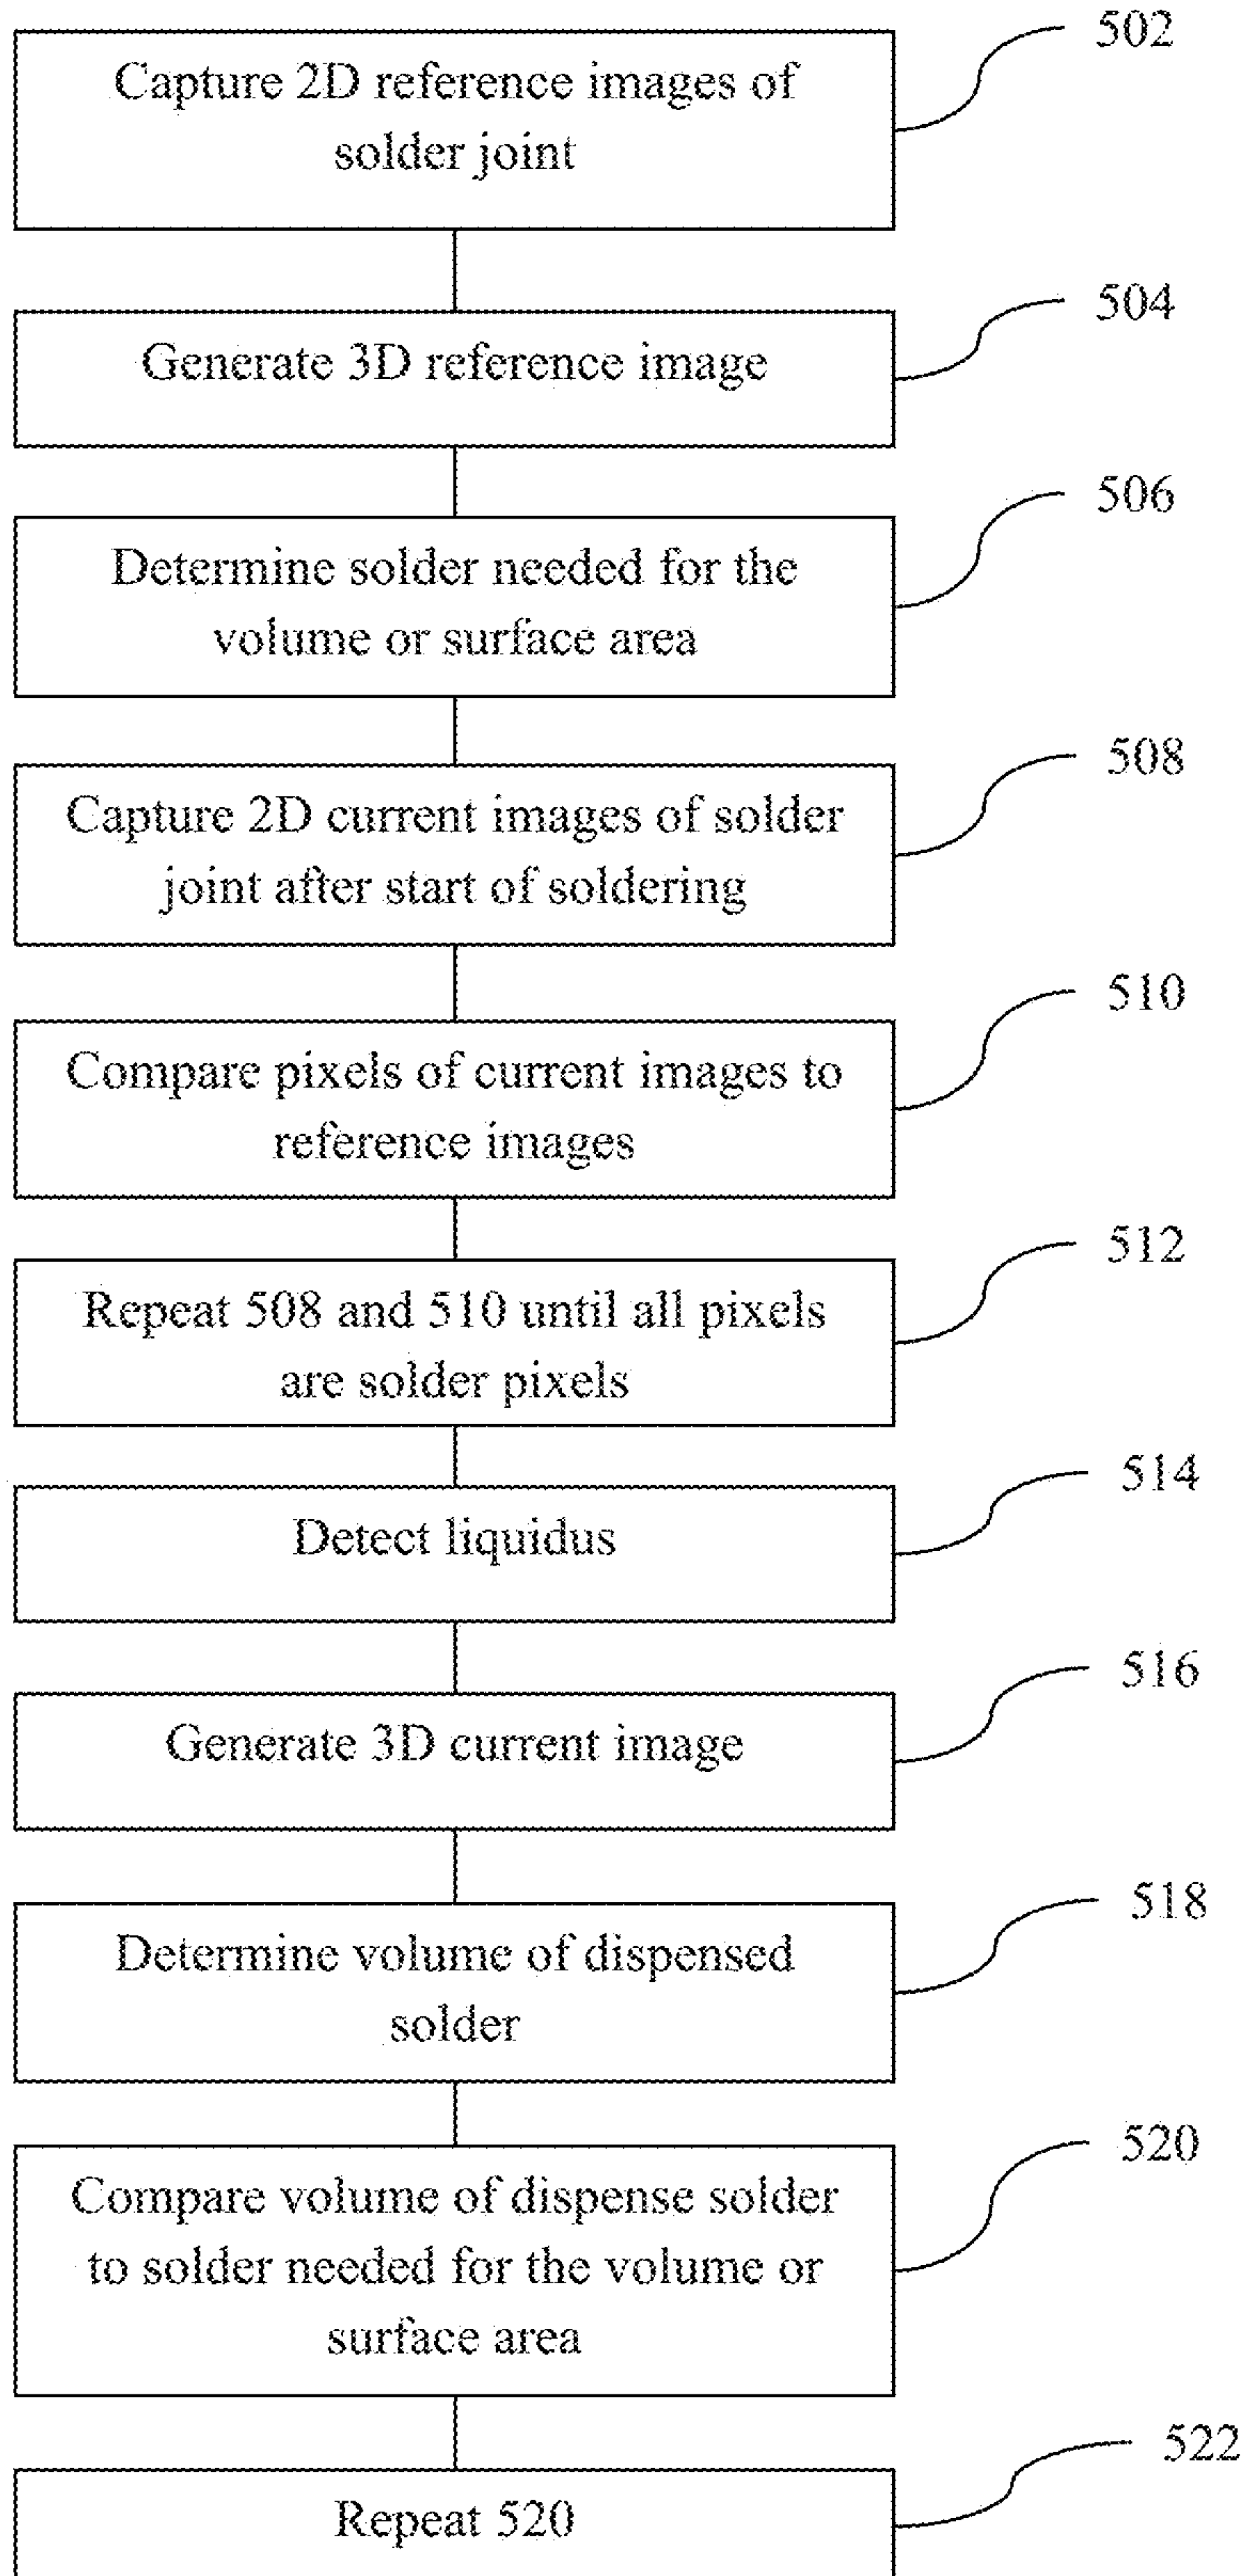 502
Capture 2D reference images of
solder joint
504
Generate 3D reference image
506
Determine solder needed for the
volume or surface area
508
Capture 2D current images of solder
joint after start of soldering
510
Compare pixels of current images to
reference images
512
Repeat 508 and 510 until all pixels
are solder pixels
514
Detect liquidus
516
Generate 3D current image
518
Determine volume of dispensed
solder
520
Compare volume of dispense solder
to solder needed for the volume or
surface area
522
Repeat 520